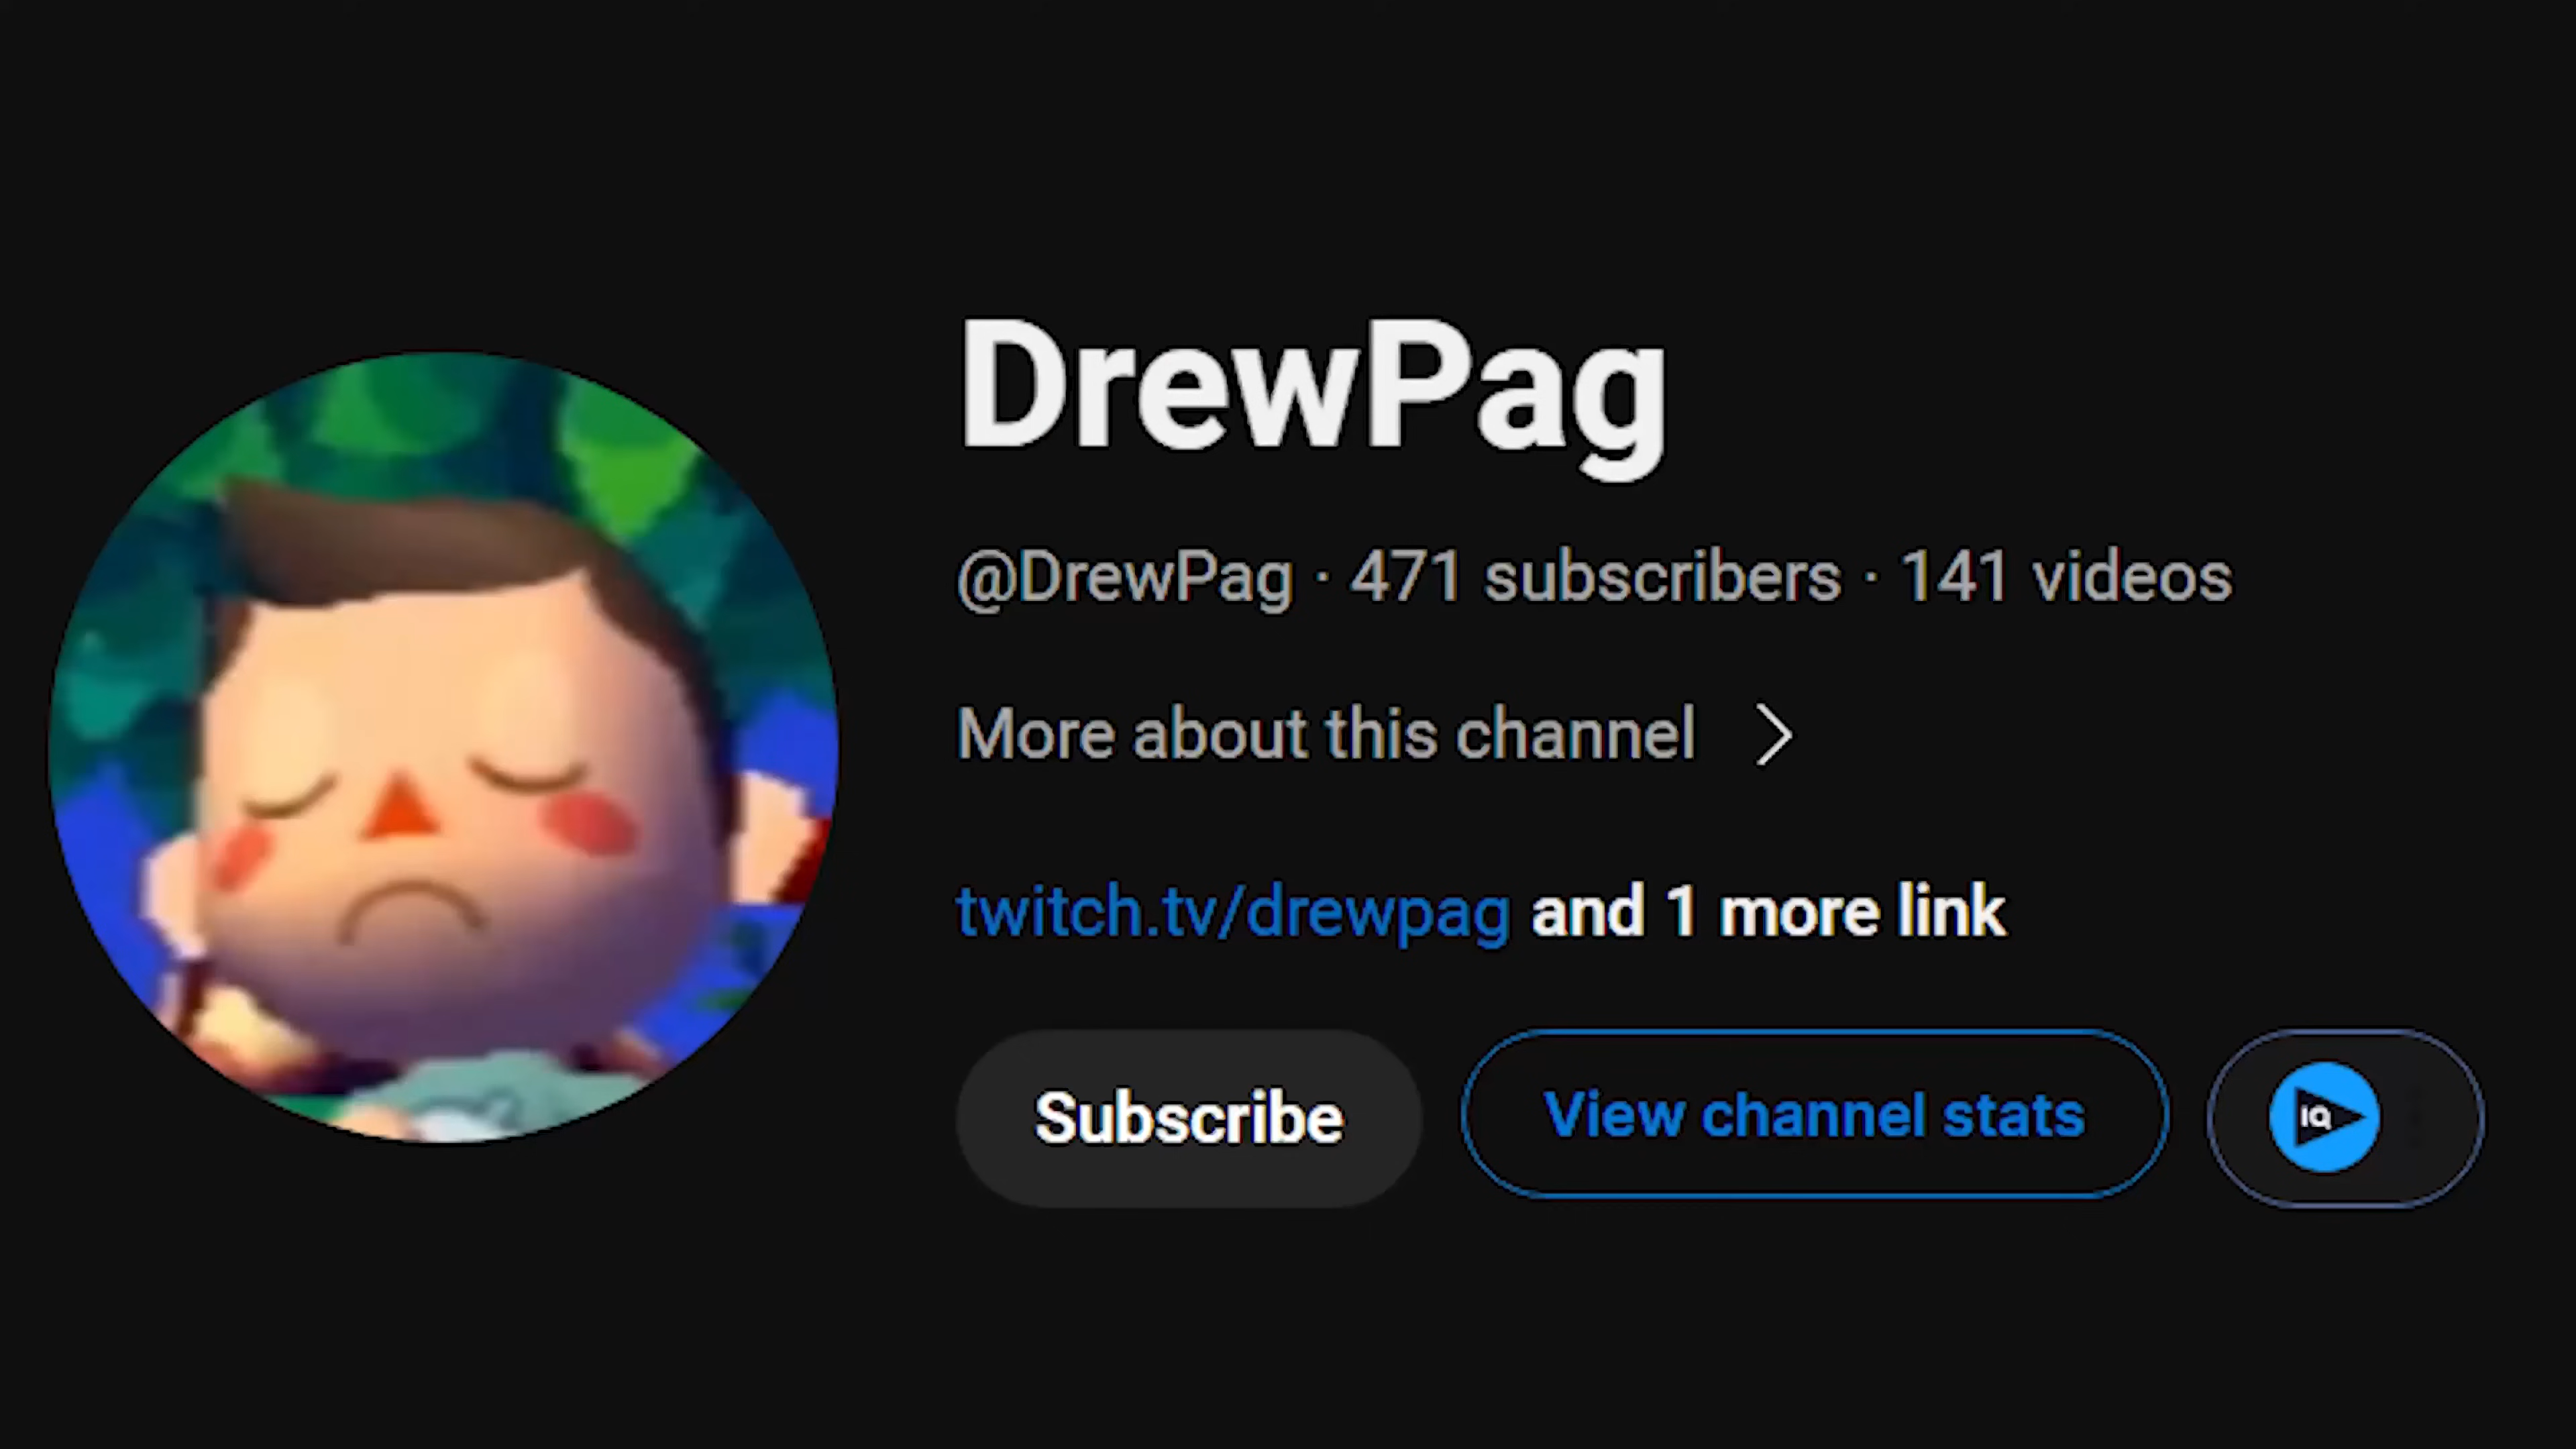 DrewPag
@DrewPag · 471 subscribers · 141 videos
More about this channel >
twitch.tv/drewpag and 1 more link
Subscribe
View channel stats
IQ